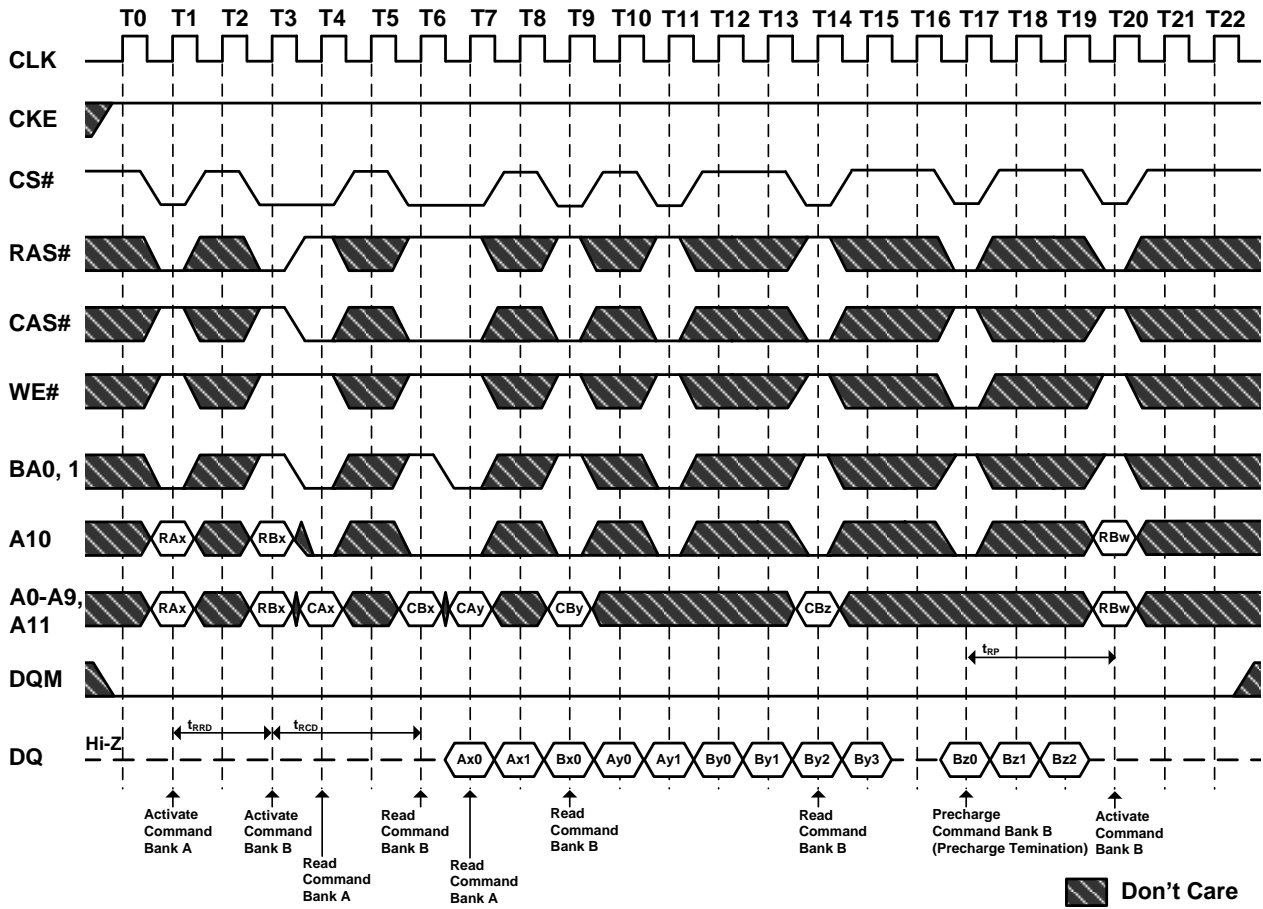 T0 T1 T2 T3 T4 T5 T6 T7 T8 T9 T10 T11 T12 T13 T14 T15 T16 T17 T18 T19 T20 T21 T22
CLK
CKE
CS#
RAS#
CAS#
WE#
BA0, 1
A10
RAx RBx RBw
A0-A9,
A11
RAx RBx CAx CBx CAy CBy CBz RBw
tRP
DQM
tRRD tRCD
Hi-Z
DQ
Ax0 Ax1 Bx0 Ay0 Ay1 By0 By1 By2 By3 Bz0 Bz1 Bz2
Activate
Command
Bank A
Activate
Command
Bank B
Read
Command
Bank A
Read
Command
Bank B
Read
Command
Bank A
Read
Command
Bank B
Read
Command
Bank B
Precharge
Command Bank B
(Precharge Temination)
Activate
Command
Bank B
Don't Care